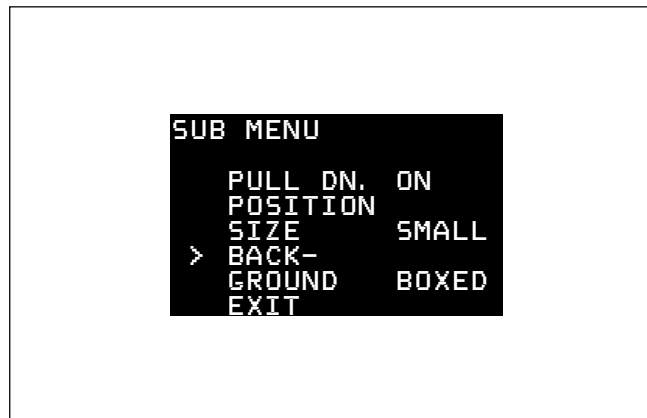 SUB MENU
PULL DN. ON
POSITION
SIZE SMALL
> BACK-
GROUND BOXED
EXIT